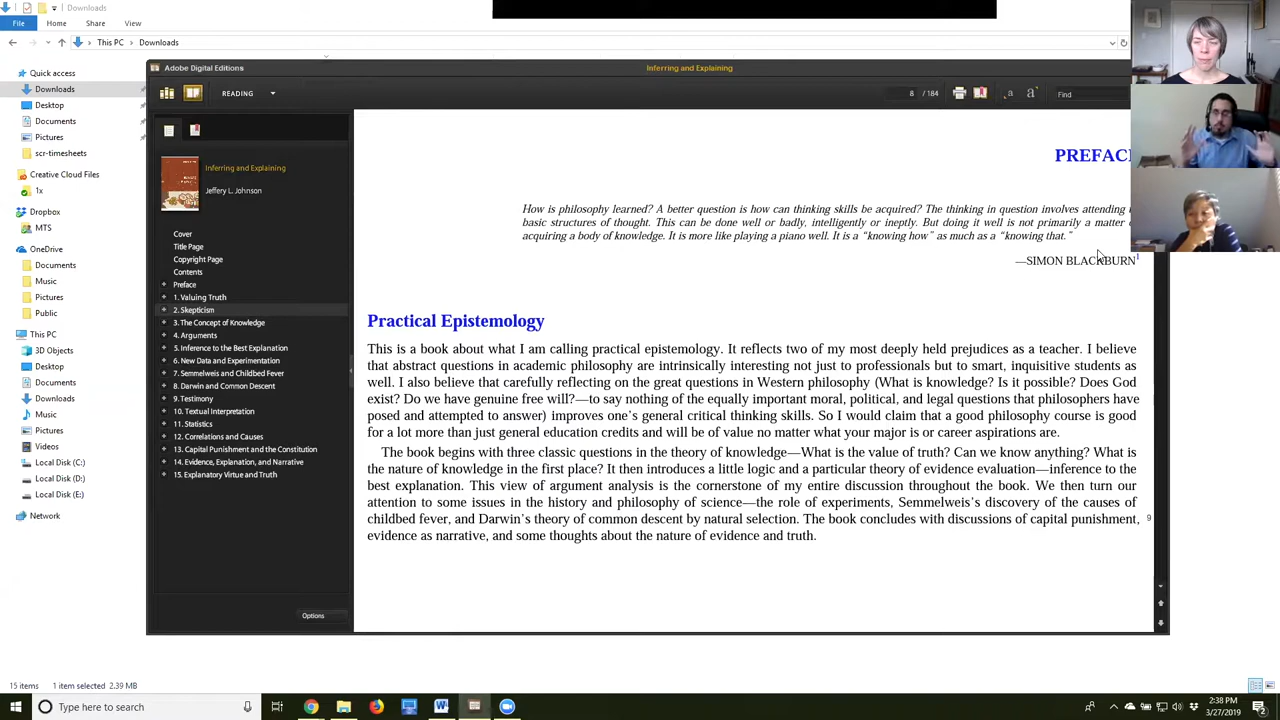 Downloads
File
Home
Share
View
This PC
Downloads
Quick access
Downloads
Desktop
Documents
Pictures
scr-timesheets
Creative Cloud Files
1x
Dropbox
MTS
OneDrive
Documents
Music
Pictures
Public
This PC
3D Objects
Desktop
Documents
Downloads
Music
Pictures
Videos
Local Disk (C:)
Local Disk (D:)
Local Disk (E:)
Network
15 items
1 item selected 2.39 MB
Adobe Digital Editions
Inferring and Explaining
READING
8 / 184
a
a
Find
Inferring and Explaining
Jeffery L. Johnson
Cover
Title Page
Copyright Page
Contents
Preface
1. Valuing Truth
2. Skepticism
3. The Concept of Knowledge
4. Arguments
5. Inference to the Best Explanation
6. New Data and Experimentation
7. Semmelweis and Childbed Fever
8. Darwin and Common Descent
9. Testimony
10. Textual Interpretation
11. Statistics
12. Correlations and Causes
13. Capital Punishment and the Constitution
14. Evidence, Explanation, and Narrative
15. Explanatory Virtue and Truth
Options
PREFAC
How is philosophy learned? A better question is how can thinking skills be acquired? The thinking in question involves attending
basic structures of thought. This can be done well or badly, intelligently or ineptly. But doing it well is not primarily a matter
acquiring a body of knowledge. It is more like playing a piano well. It is a “knowing how” as much as a “knowing that.”
—SIMON BLACKBURN1
Practical Epistemology
This is a book about what I am calling practical epistemology. It reflects two of my most deeply held prejudices as a teacher. I believe
that abstract questions in academic philosophy are intrinsically interesting not just to professionals but to smart, inquisitive students as
well. I also believe that carefully reflecting on the great questions in Western philosophy (What is knowledge? Is it possible? Does God
exist? Do we have genuine free will?—to say nothing of the equally important moral, political, and legal questions that philosophers have
posed and attempted to answer) improves one’s general critical thinking skills. So I would claim that a good philosophy course is good
for a lot more than just general education credits and will be of value no matter what your major is or career aspirations are.
The book begins with three classic questions in the theory of knowledge—What is the value of truth? Can we know anything? What is
the nature of knowledge in the first place? It then introduces a little logic and a particular theory of evidence evaluation—inference to the
best explanation. This view of argument analysis is the cornerstone of my entire discussion throughout the book. We then turn our
attention to some issues in the history and philosophy of science—the role of experiments, Semmelweis’s discovery of the causes of
childbed fever, and Darwin’s theory of common descent by natural selection. The book concludes with discussions of capital punishment,
evidence as narrative, and some thoughts about the nature of evidence and truth.
9
Type here to search
2:38 PM
3/27/2019
2